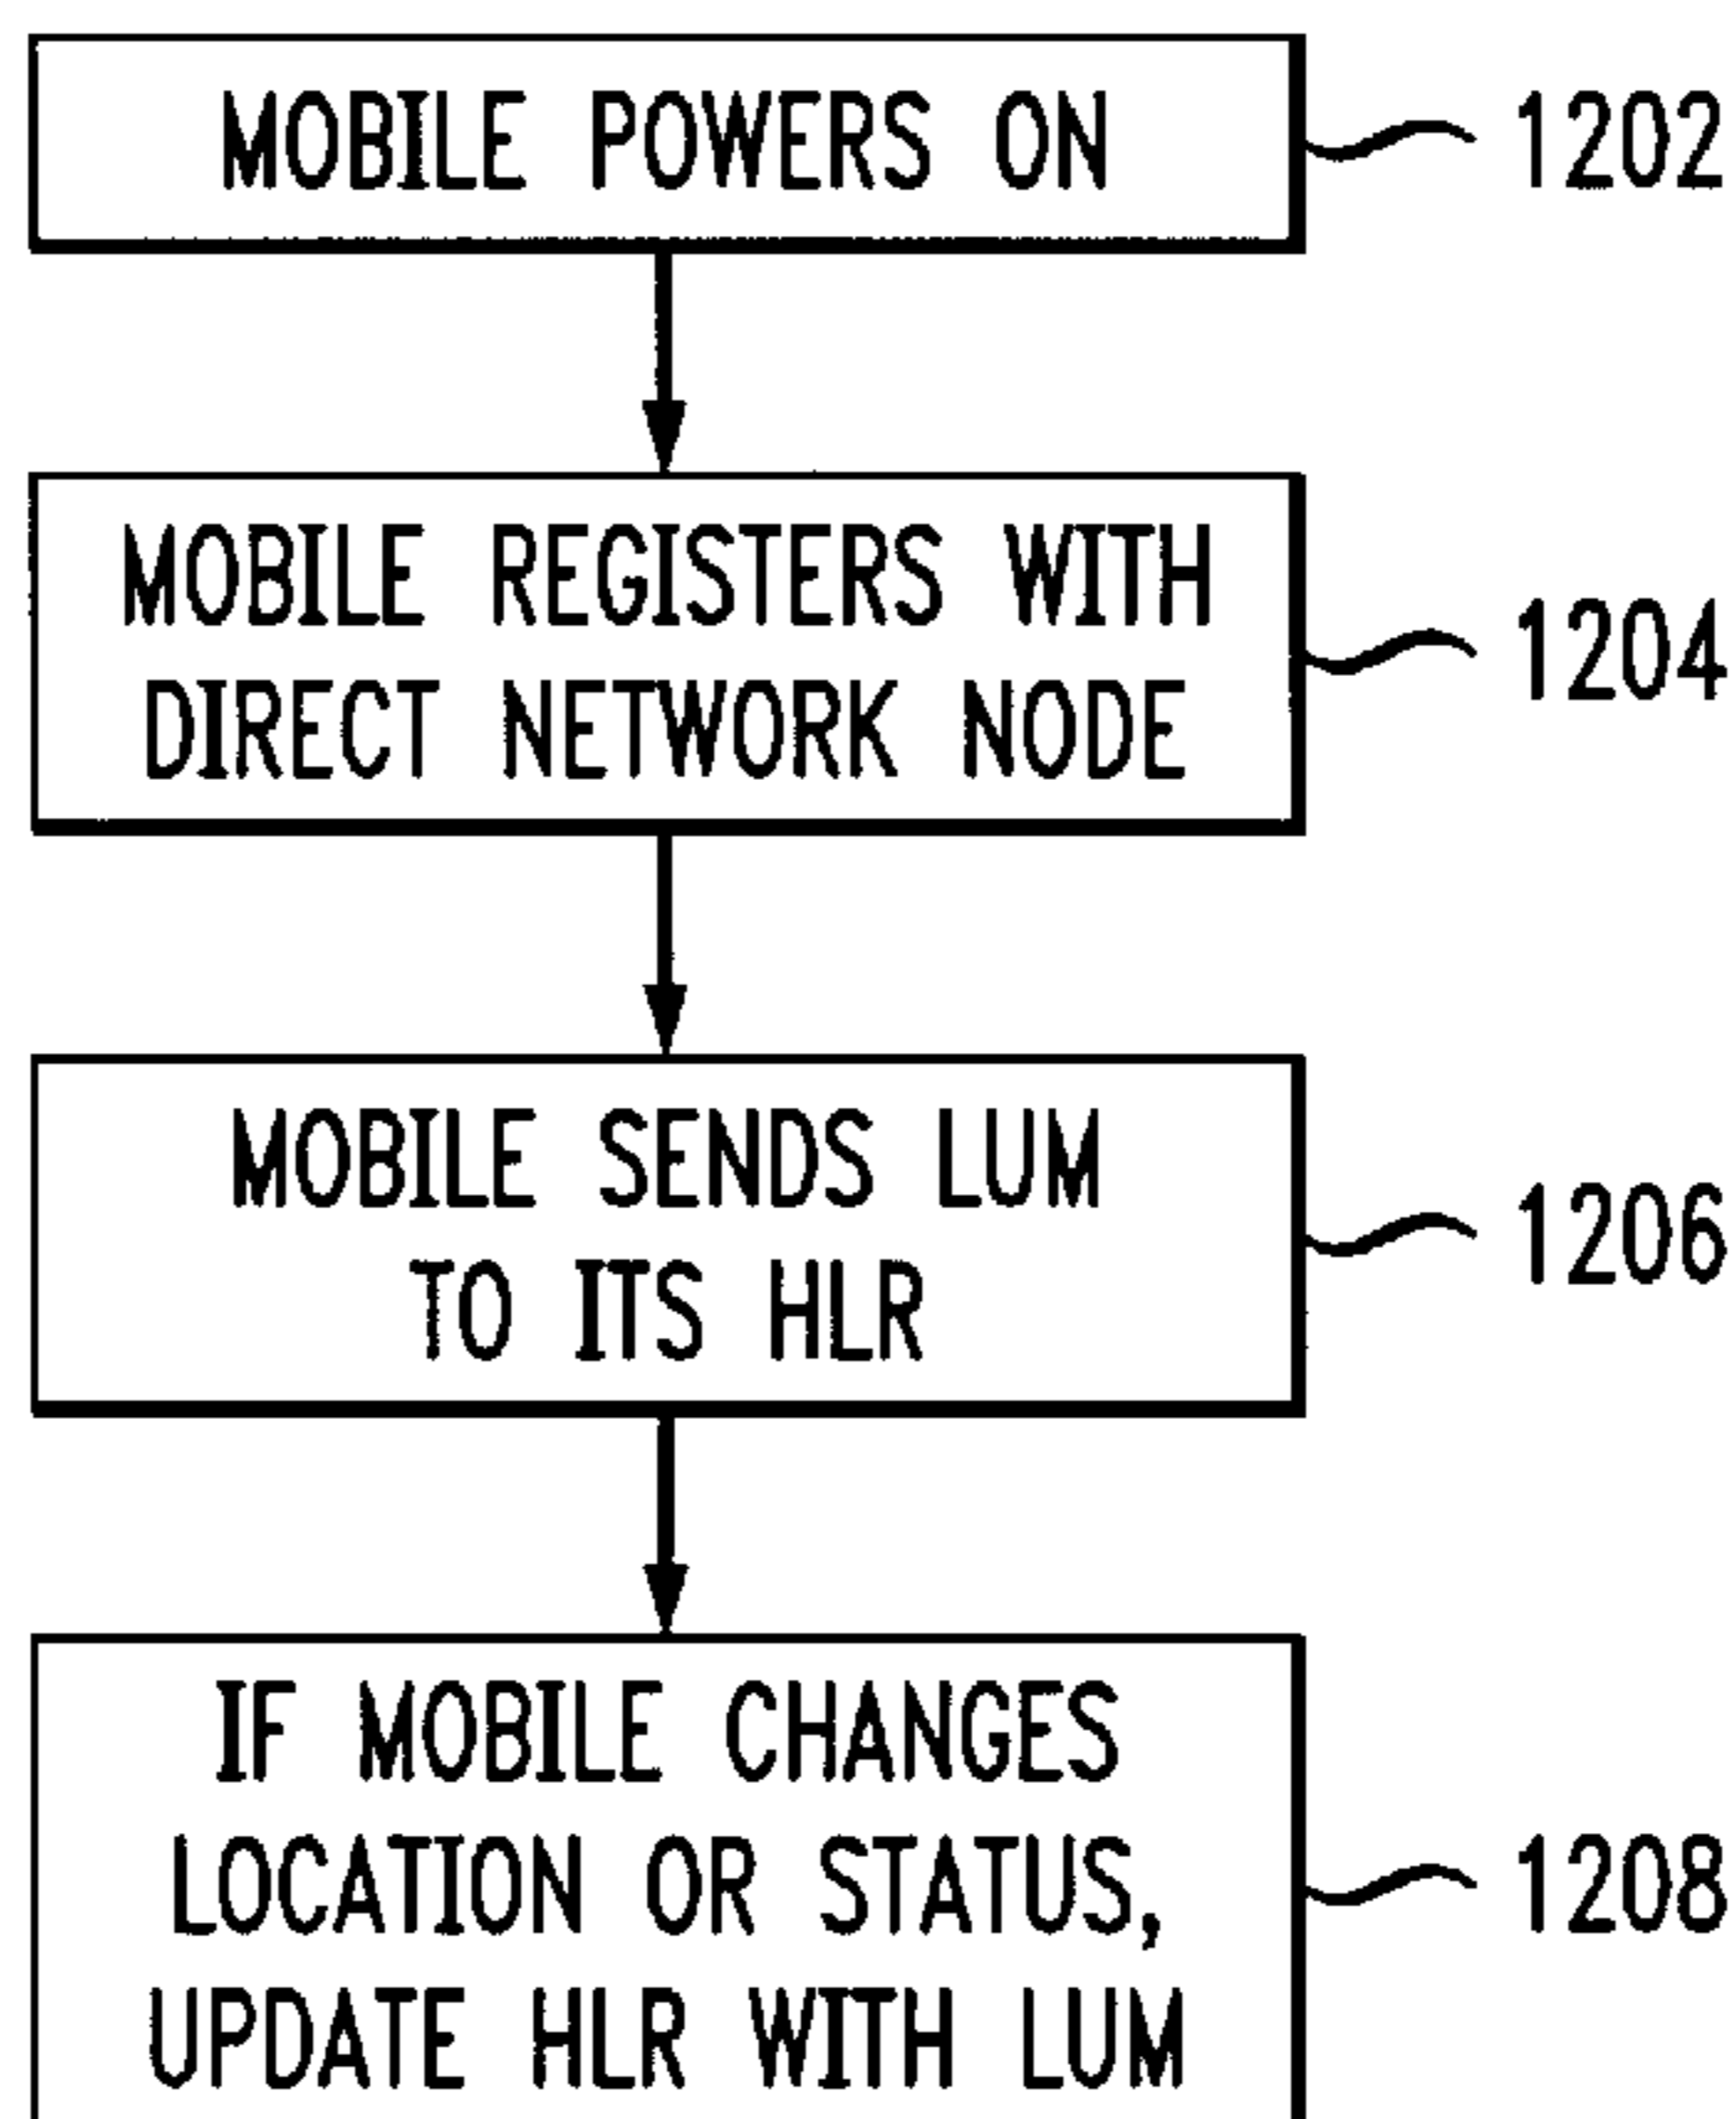 MOBILE POWERS ON
1202
MOBILE REGISTERS WITH
DIRECT NETWORK NODE
1204
MOBILE SENDS LUM
TO ITS HLR
1206
IF MOBILE CHANGES
LOCATION OR STATUS,
UPDATE HLR WITH LUM
1208